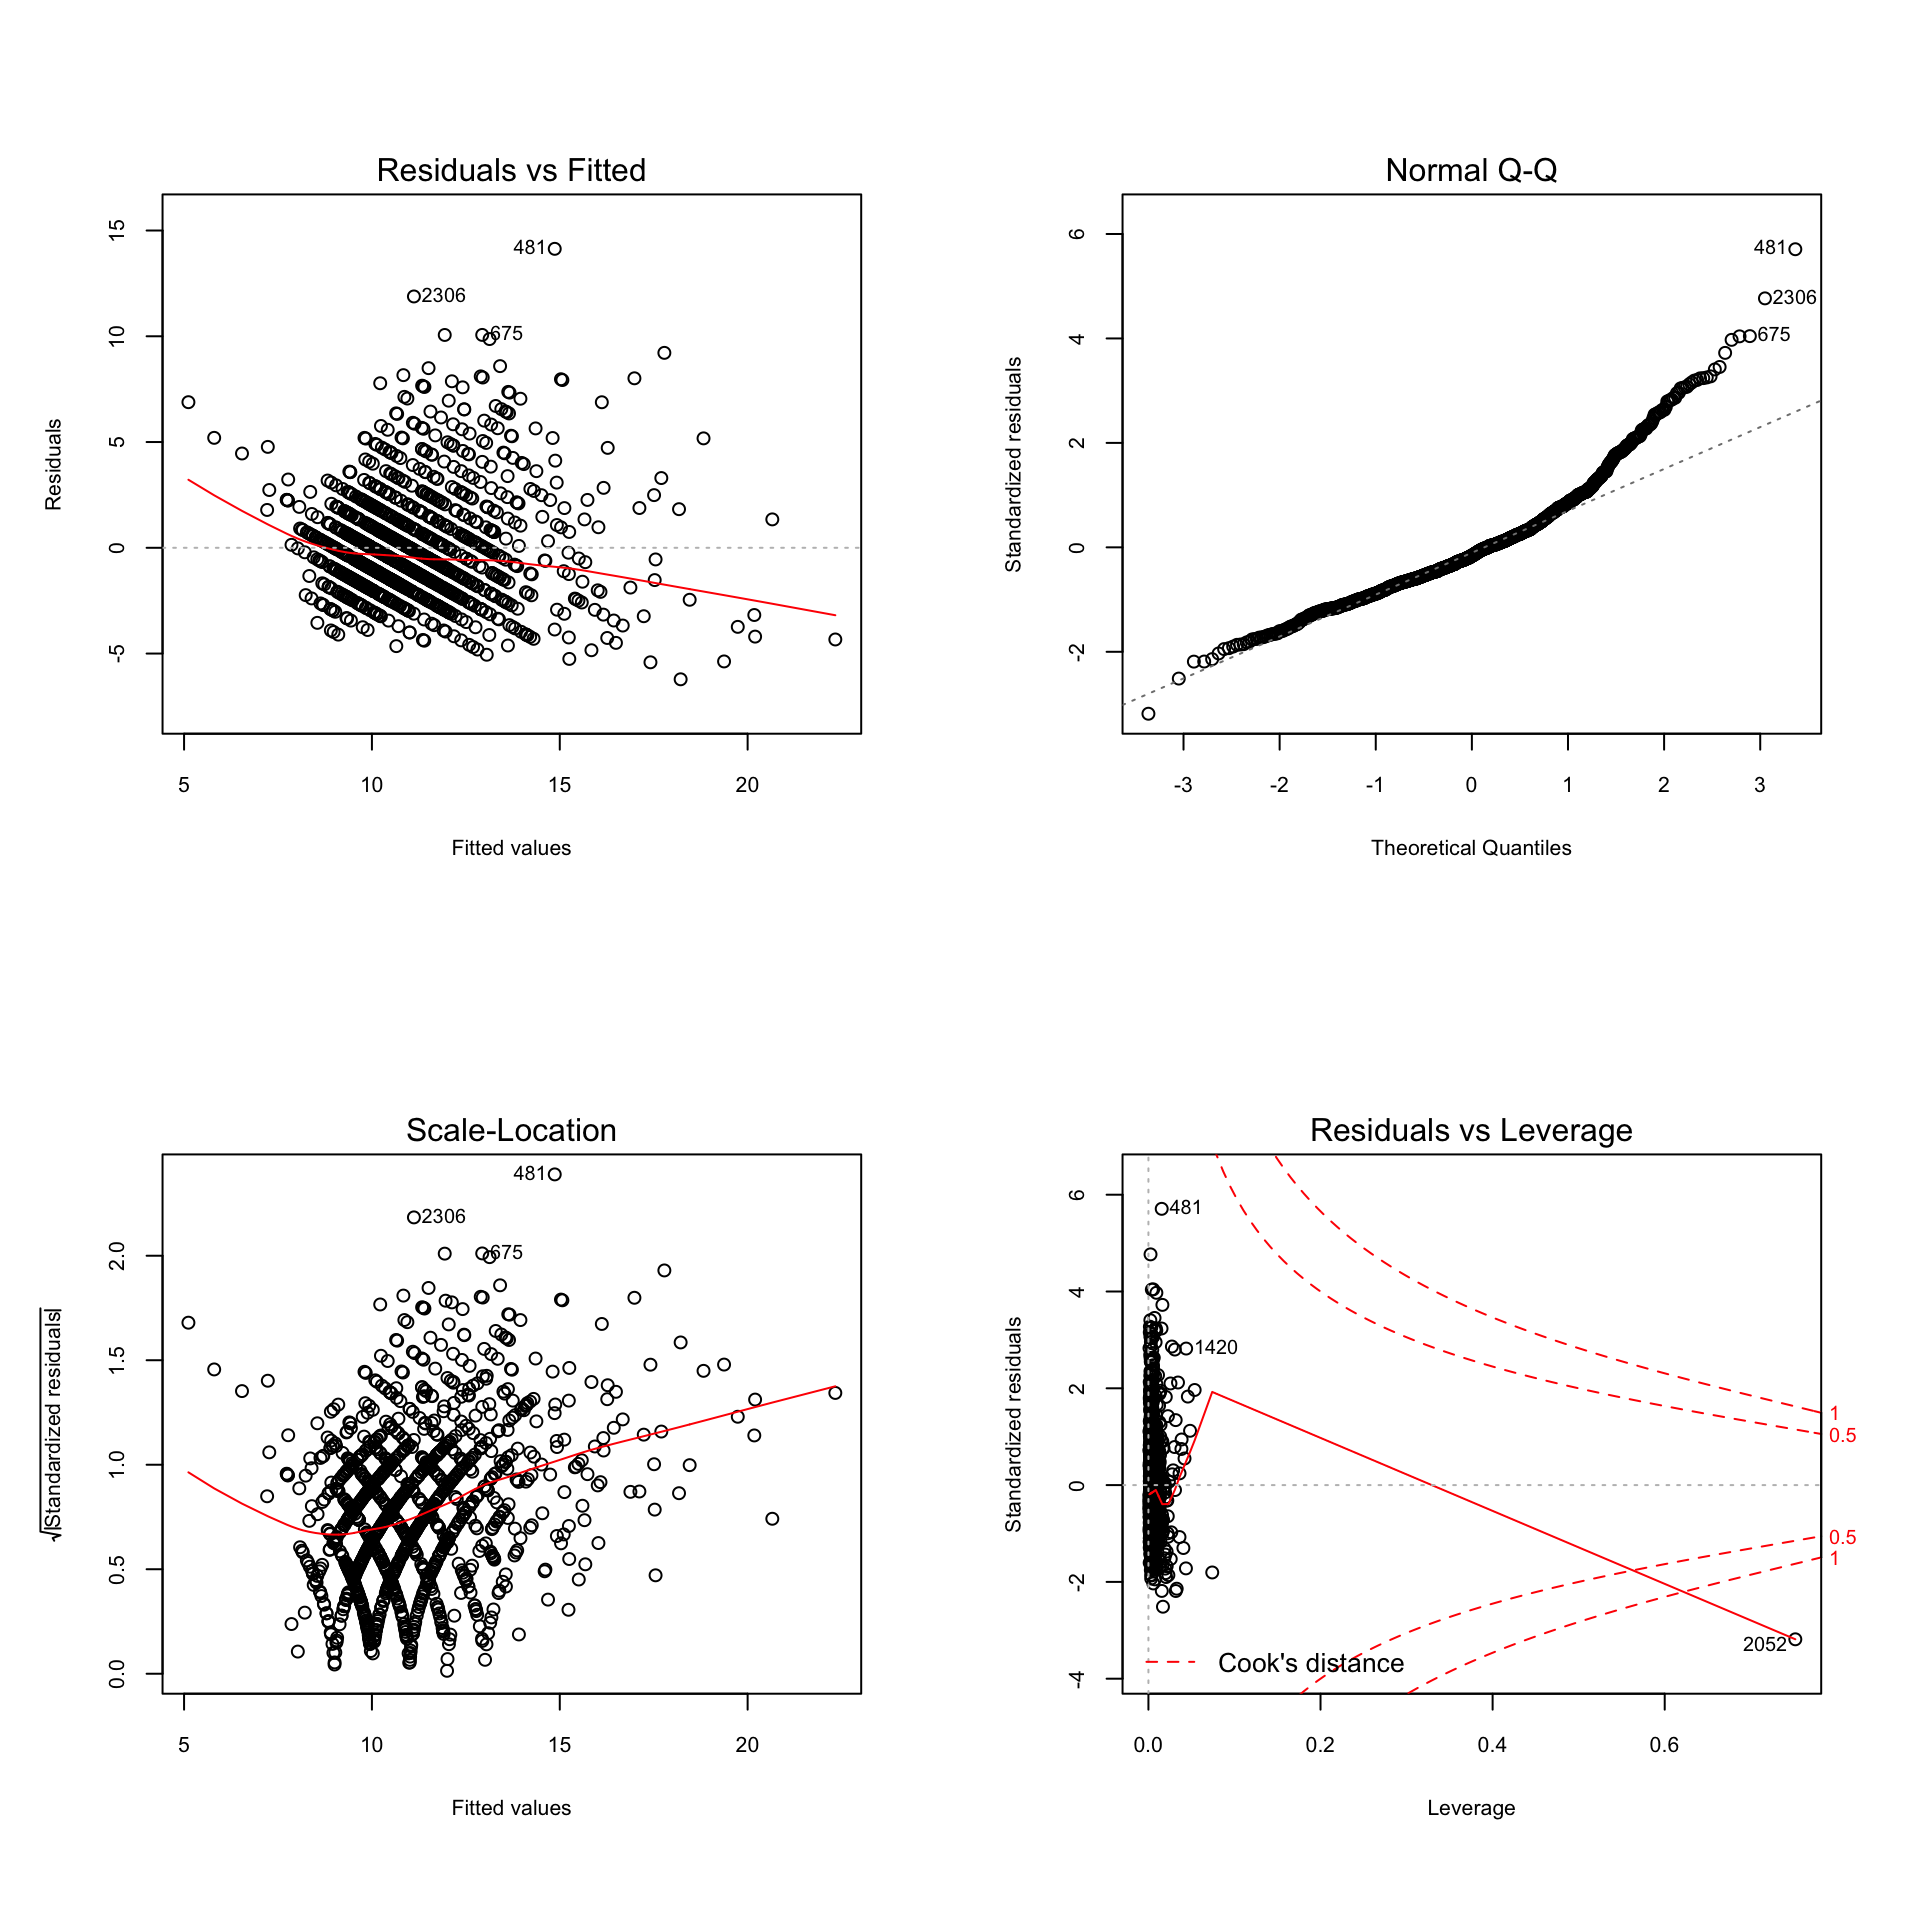 Residuals vs Fitted
Residuals
15
10
5
0
-5
481
2306
675
5 10 15 20
Fitted values
Normal Q-Q
Standardized residuals
6
4
2
0
-2
481
2306
675
-3 -2 -1 0 1 2 3
Theoretical Quantiles
Scale-Location
√|Standardized residuals|
2.0
1.5
1.0
0.5
0.0
481
2306
675
5 10 15 20
Fitted values
Residuals vs Leverage
Standardized residuals
6
4
2
0
-2
-4
481
1420
2052
1
0.5
0.5
1
Cook's distance
0.0 0.2 0.4 0.6
Leverage